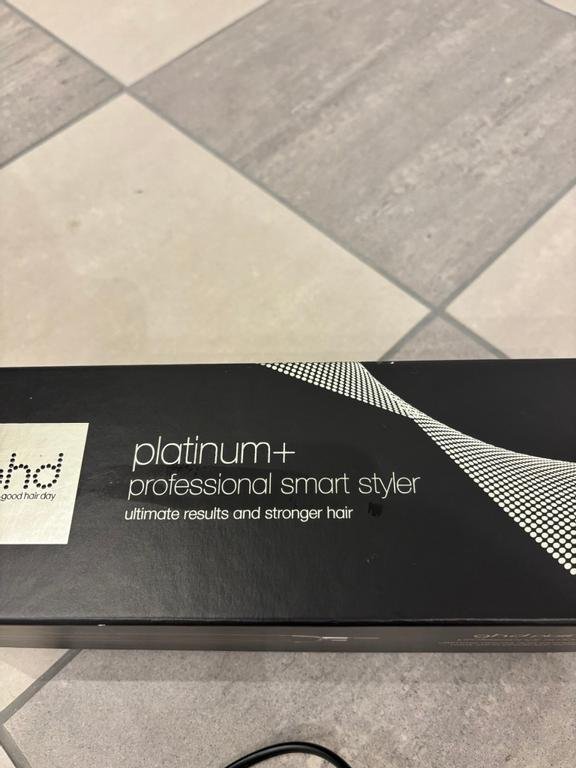 hd
good hair day
platinum+
professional smart styler
ultimate results and stronger hair